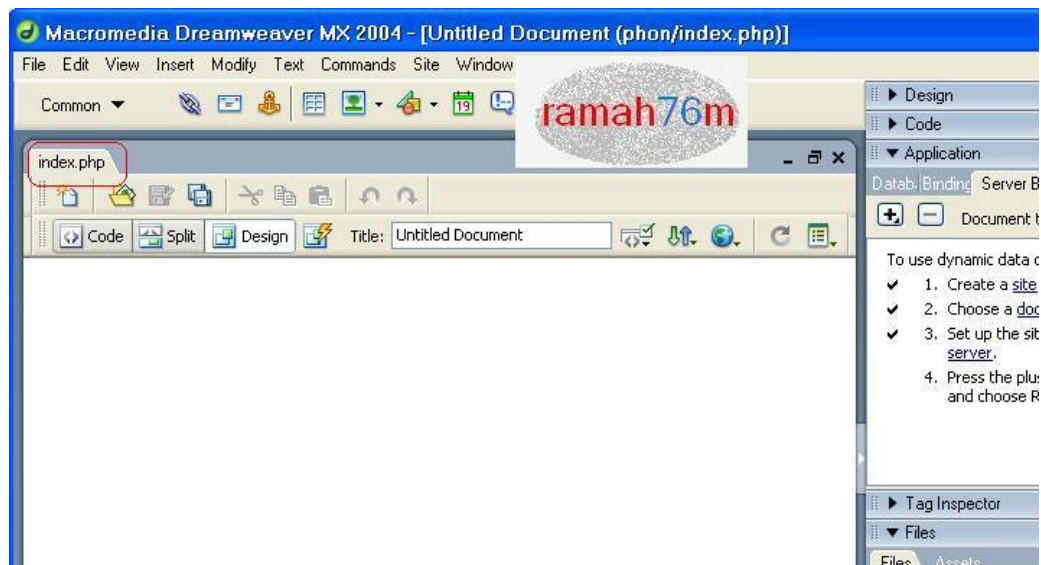 Macromedia Dreamweaver MX 2004 - [Untitled Document (phon/index.php)]
File Edit View Insert Modify Text Commands Site Window
Common
19
ramah76m
index.php
Code Split Design Title: Untitled Document
Design
Code
Application
Datab Binding Server B
Document t
To use dynamic data
1. Create a site
2. Choose a doc
3. Set up the sit
server.
4. Press the plus
and choose R
Tag Inspector
Files
Files Assets